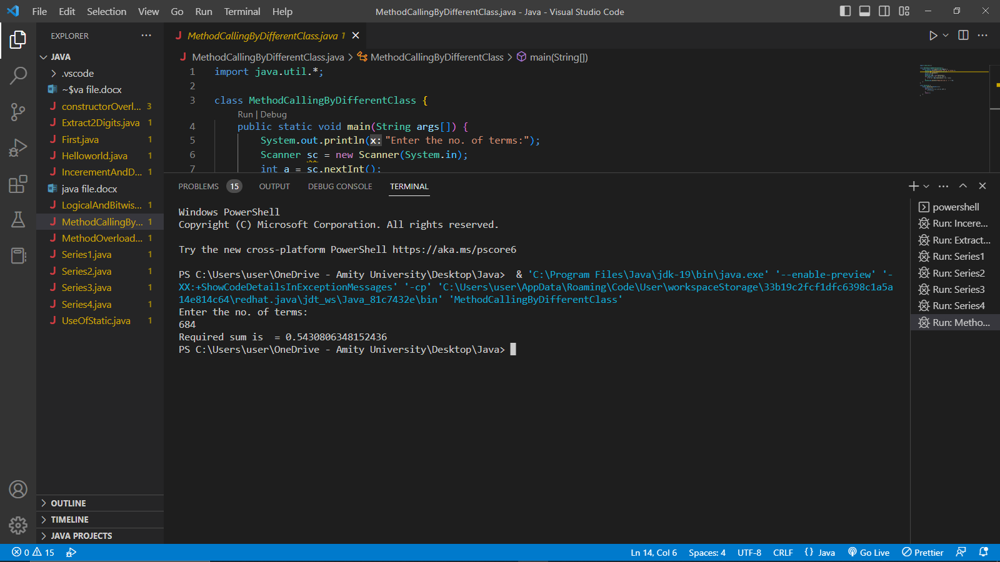 File Edit Selection View Go Run Terminal Help
MethodCallingByDifferentClass.java - Java - Visual Studio Code
EXPLORER
JAVA
.vscode
~$va file.docx
constructorOverl... 3
Extract2Digits.java 1
First.java 1
Helloworld.java 1
IncerementAndD... 1
java file.docx
LogicalAndBitwis... 1
MethodCallingBy... 1
MethodOverload... 1
Series1.java 1
Series2.java 1
Series3.java 1
Series4.java 1
UseOfStatic.java 1
OUTLINE
TIMELINE
JAVA PROJECTS
MethodCallingByDifferentClass.java 1
MethodCallingByDifferentClass.java > MethodCallingByDifferentClass > main(String[])
1 import java.util.*;
2
3 class MethodCallingByDifferentClass {
Run | Debug
4 public static void main(String args[]) {
5 System.out.println(x: "Enter the no. of terms:");
6 Scanner sc = new Scanner(System.in);
7 int a = sc.nextInt();
PROBLEMS 15 OUTPUT DEBUG CONSOLE TERMINAL
Windows PowerShell
Copyright (C) Microsoft Corporation. All rights reserved.
Try the new cross-platform PowerShell https://aka.ms/pscore6
PS C:\Users\user\OneDrive - Amity University\Desktop\Java>  & 'C:\Program Files\Java\jdk-19\bin\java.exe' '--enable-preview' '-
XX:+ShowCodeDetailsInExceptionMessages' '-cp' 'C:\Users\user\AppData\Roaming\Code\User\workspaceStorage\33b19c2fcf1dfc6398c1a5a
14e814c64\redhat.java\jdt_ws\Java_81c7432e\bin' 'MethodCallingByDifferentClass'
Enter the no. of terms:
684
Required sum is  = 0.5430806348152436
PS C:\Users\user\OneDrive - Amity University\Desktop\Java>
powershell
Run: Incere...
Run: Extract...
Run: Series1
Run: Series2
Run: Series3
Run: Series4
Run: Metho...
0 15
Ln 14, Col 6 Spaces: 4 UTF-8 CRLF {} Java Go Live Prettier